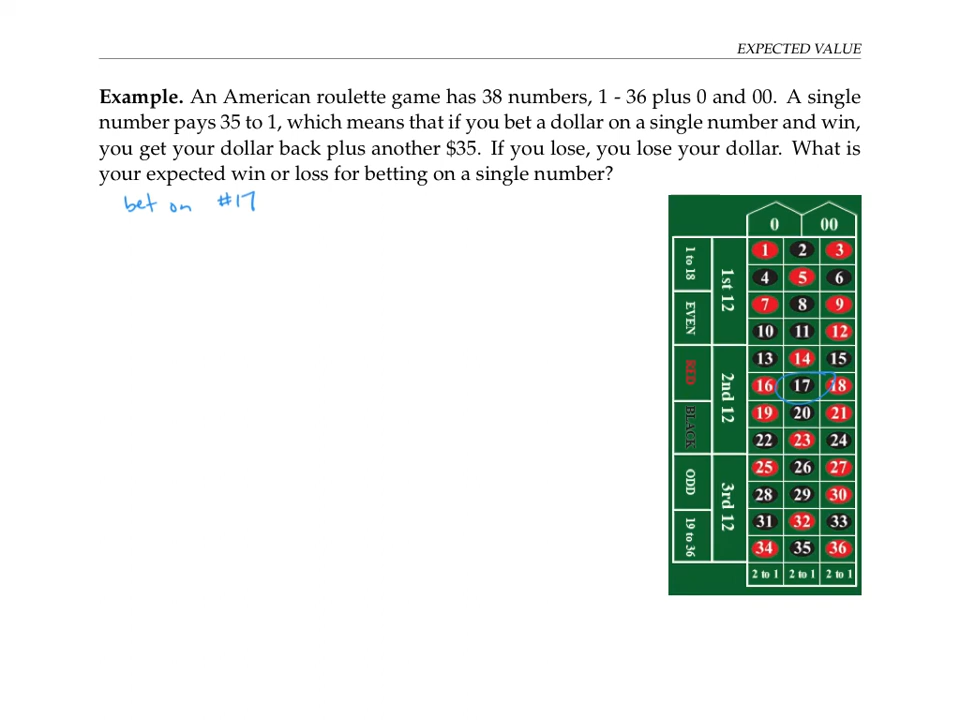 EXPECTED VALUE
Example. An American roulette game has 38 numbers, 1 - 36 plus 0 and 00. A single
number pays 35 to 1, which means that if you bet a dollar on a single number and win,
you get your dollar back plus another $35. If you lose, you lose your dollar. What is
your expected win or loss for betting on a single number?
bet on #17
0 00
1 to 18
EVEN
RED
BLACK
ODD
19 to 36
1st 12
2nd 12
3rd 12
1 2 3
4 5 6
7 8 9
10 11 12
13 14 15
16 17 18
19 20 21
22 23 24
25 26 27
28 29 30
31 32 33
34 35 36
2 to 1 2 to 1 2 to 1